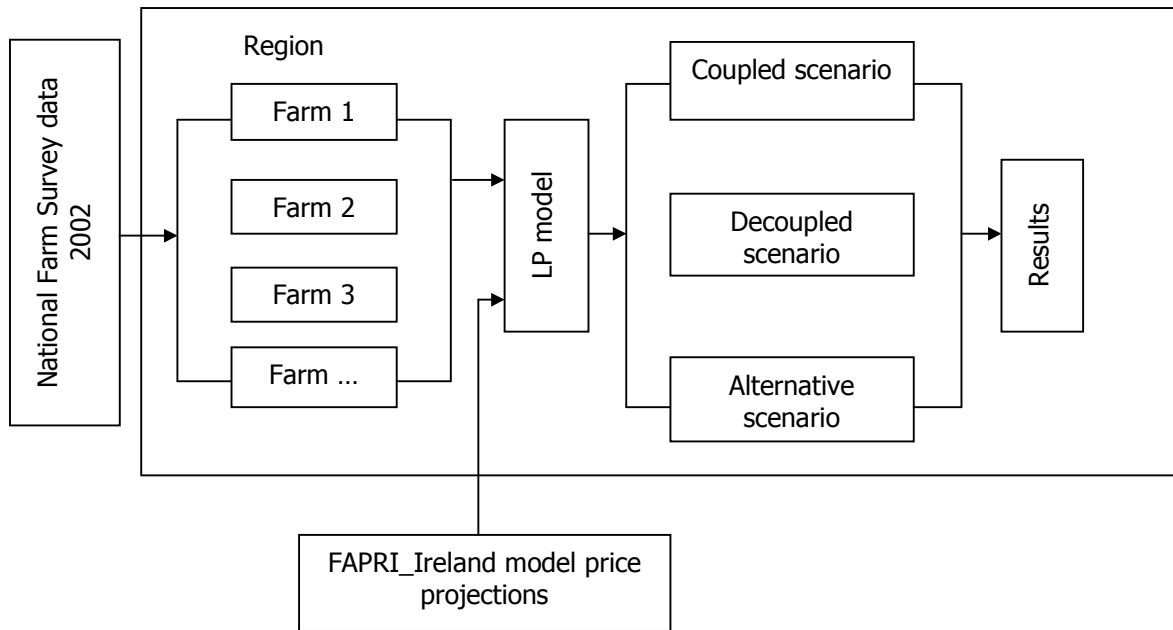 National Farm Survey data
2002
Region
Farm 1
Farm 2
Farm 3
Farm ...
LP model
Coupled scenario
Decoupled
scenario
Alternative
scenario
Results
FAPRI_Ireland model price
projections